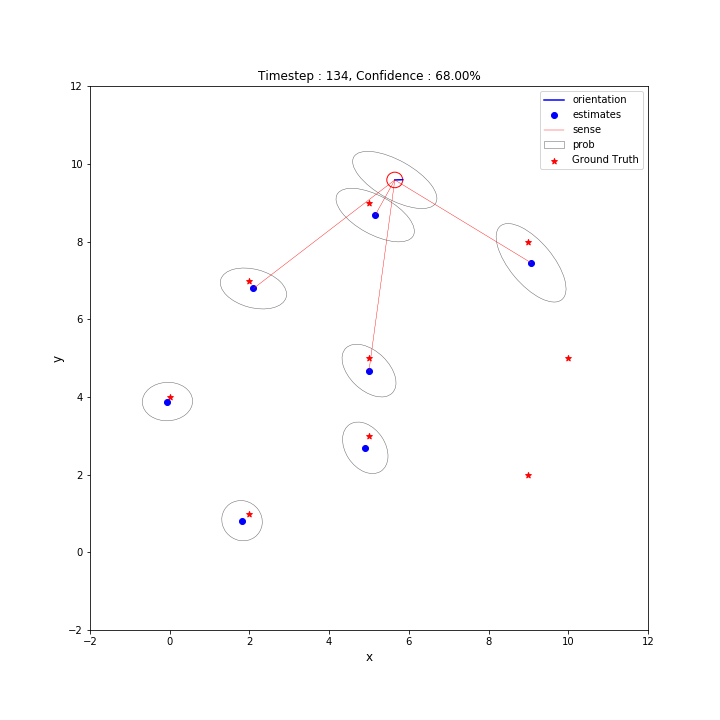 Timestep : 134, Confidence : 68.00%
orientation
estimates
sense
prob
Ground Truth
12
10
8
6
4
2
0
−2
y
−2 0 2 4 6 8 10 12
x